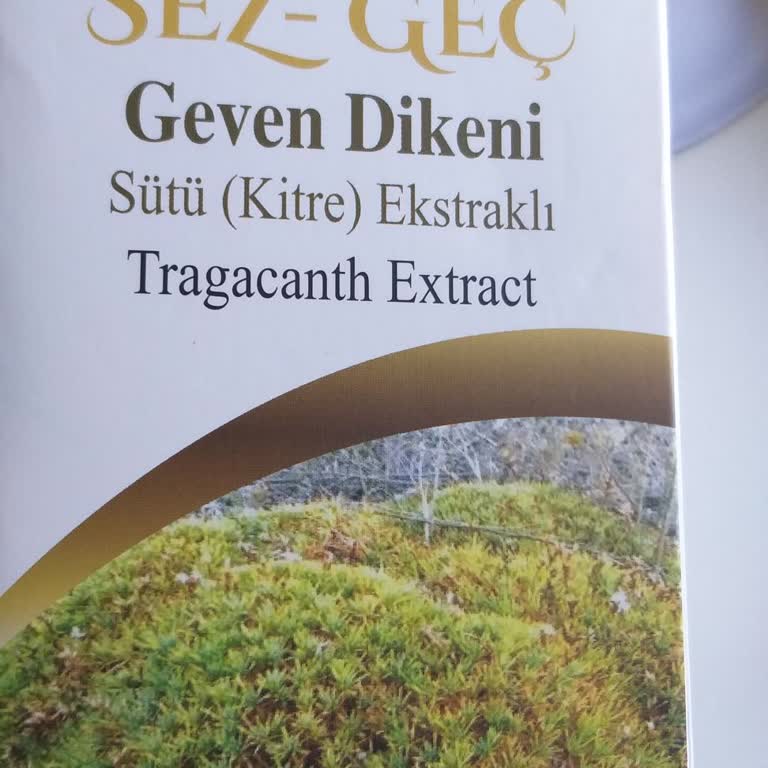 SEZ-GEÇ
Geven Dikeni
Sütü (Kitre) Ekstraklı
Tragacanth Extract